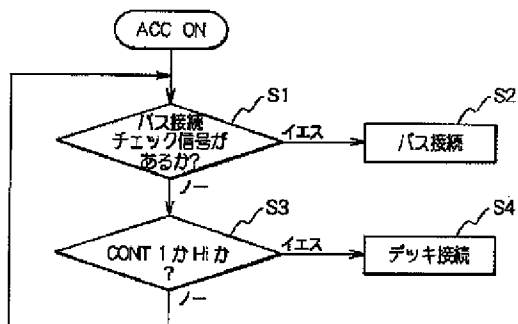 ACC ON
S1
バス接続
チェック信号が
あるか?
イエス
S2
バス接続
ノー
S3
CONT 1 が Hi か
?
イエス
S4
デッキ接続
ノー